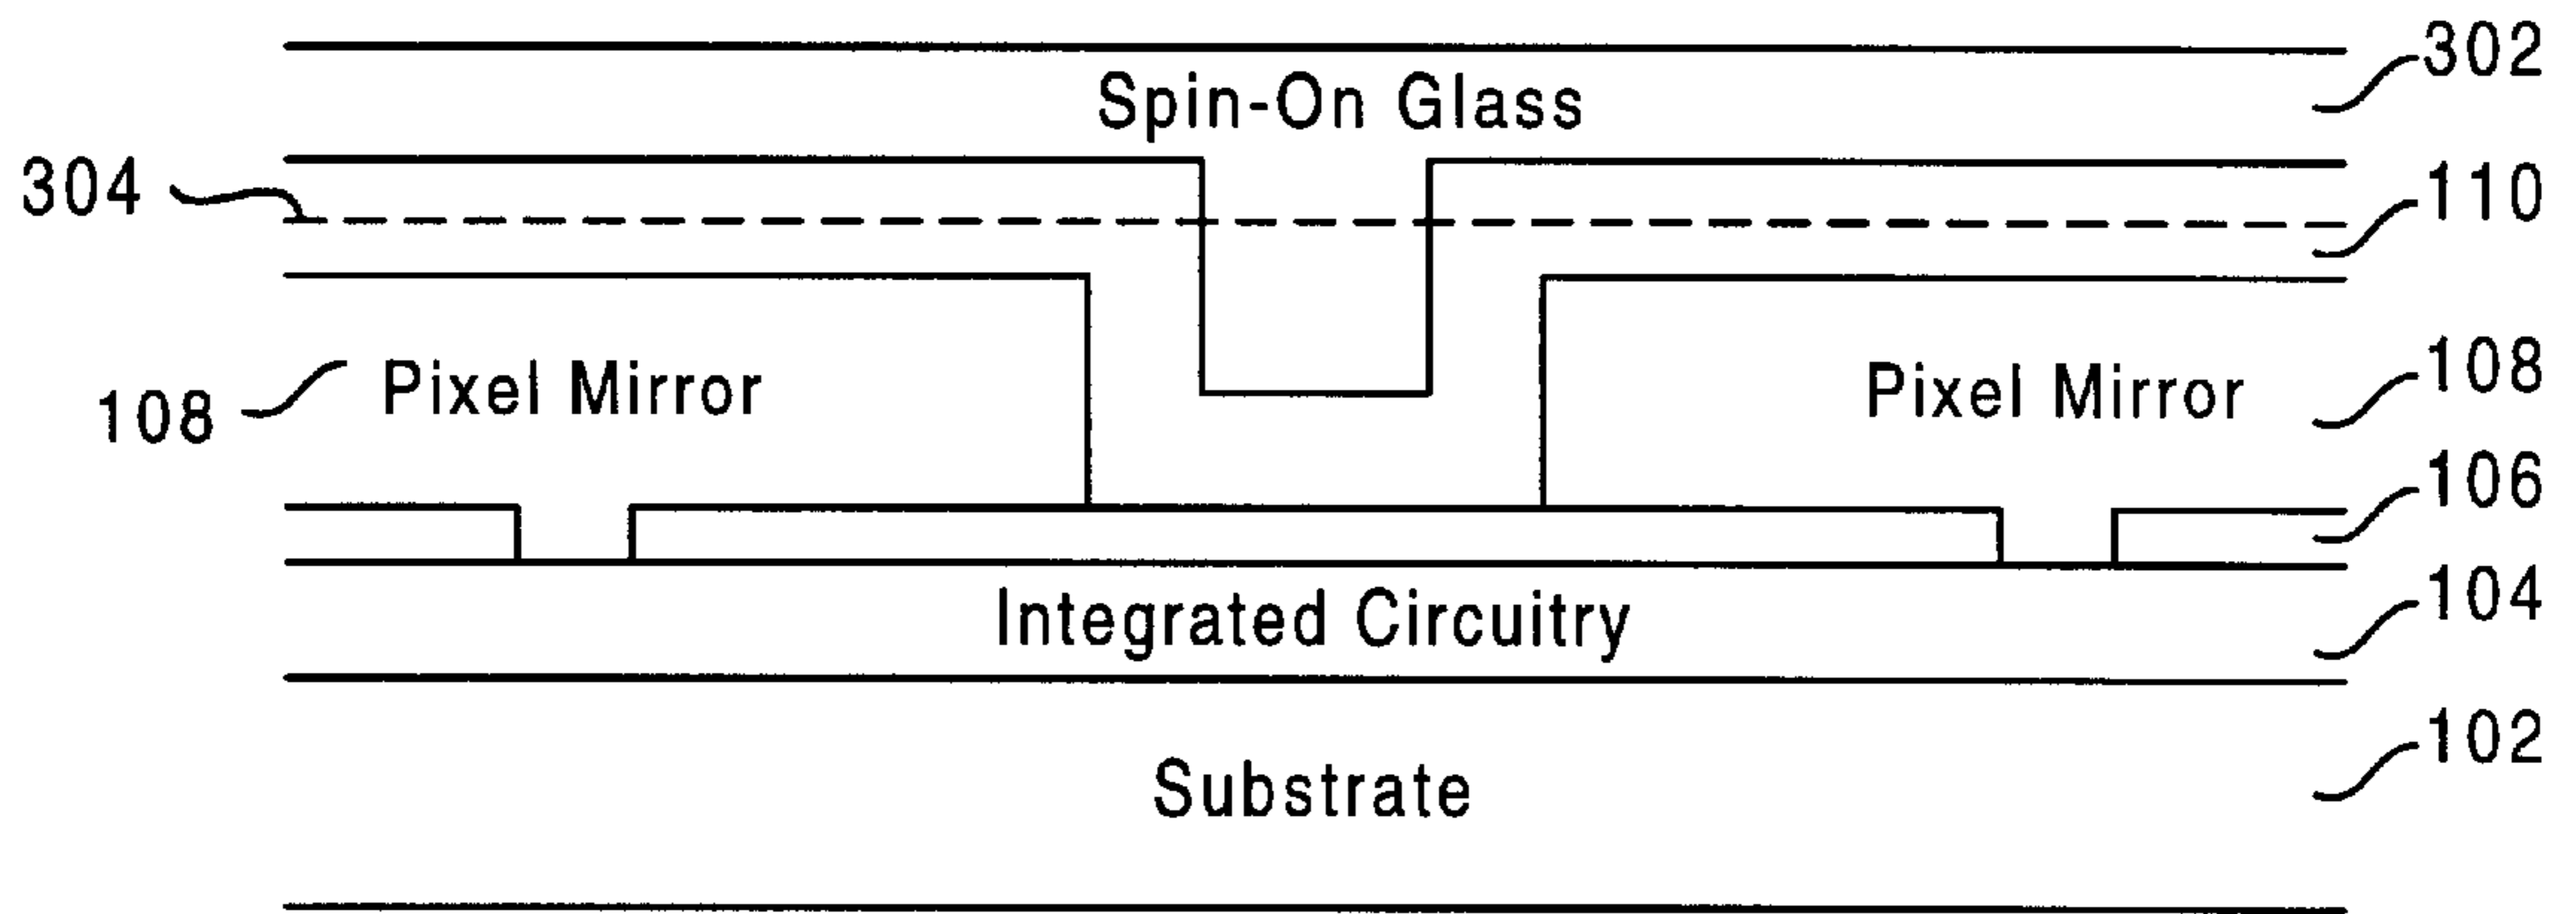 302
Spin-On Glass
304
110
108 Pixel Mirror
Pixel Mirror 108
106
104
Integrated Circuitry
102
Substrate